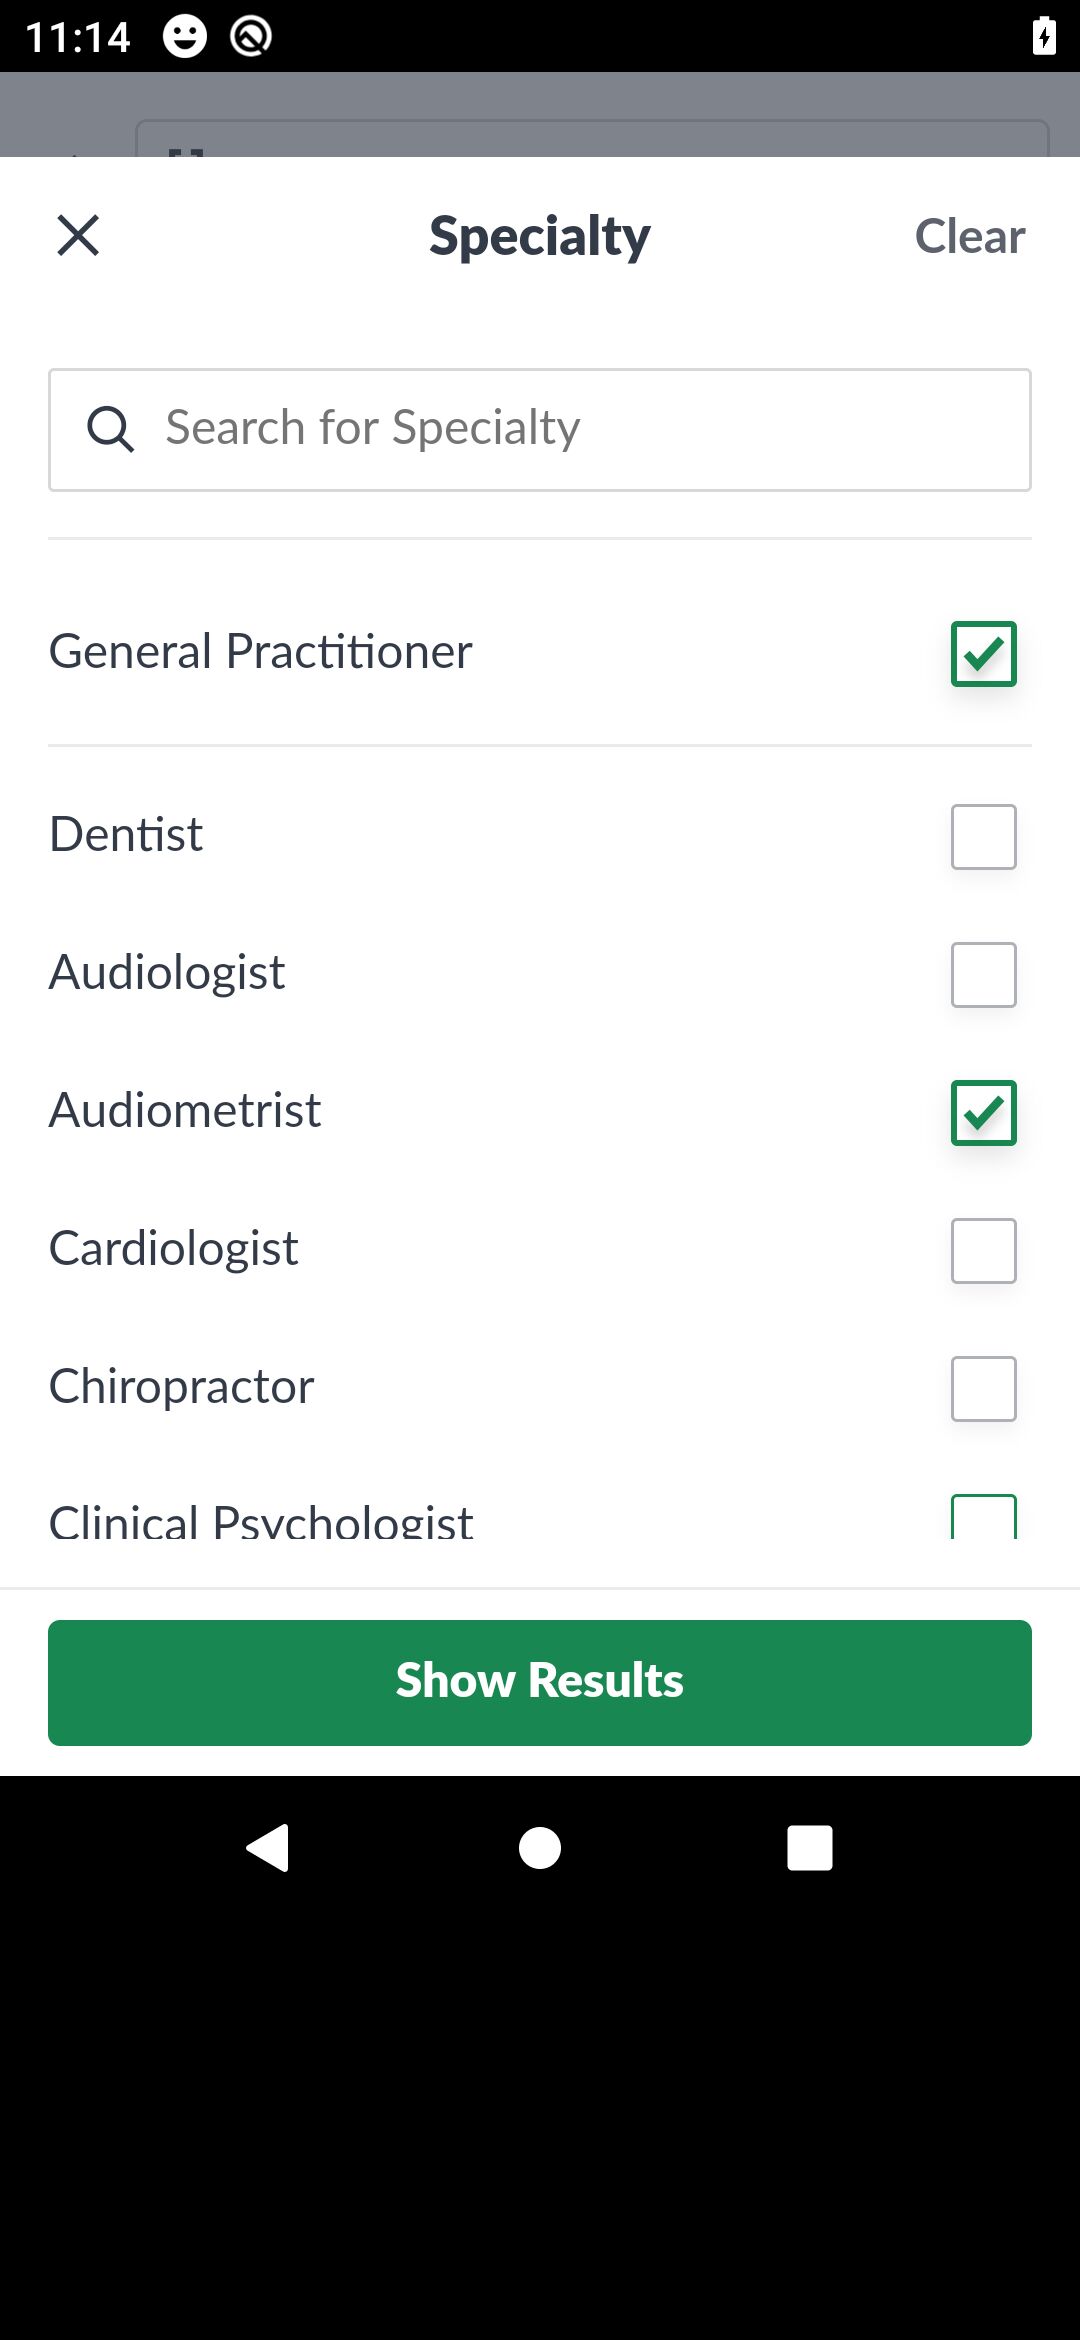 11:14
Specialty
Clear
Search for Specialty
General Practitioner
Dentist
Audiologist
Audiometrist
Cardiologist
Chiropractor
Clinical Psychologist
Show Results